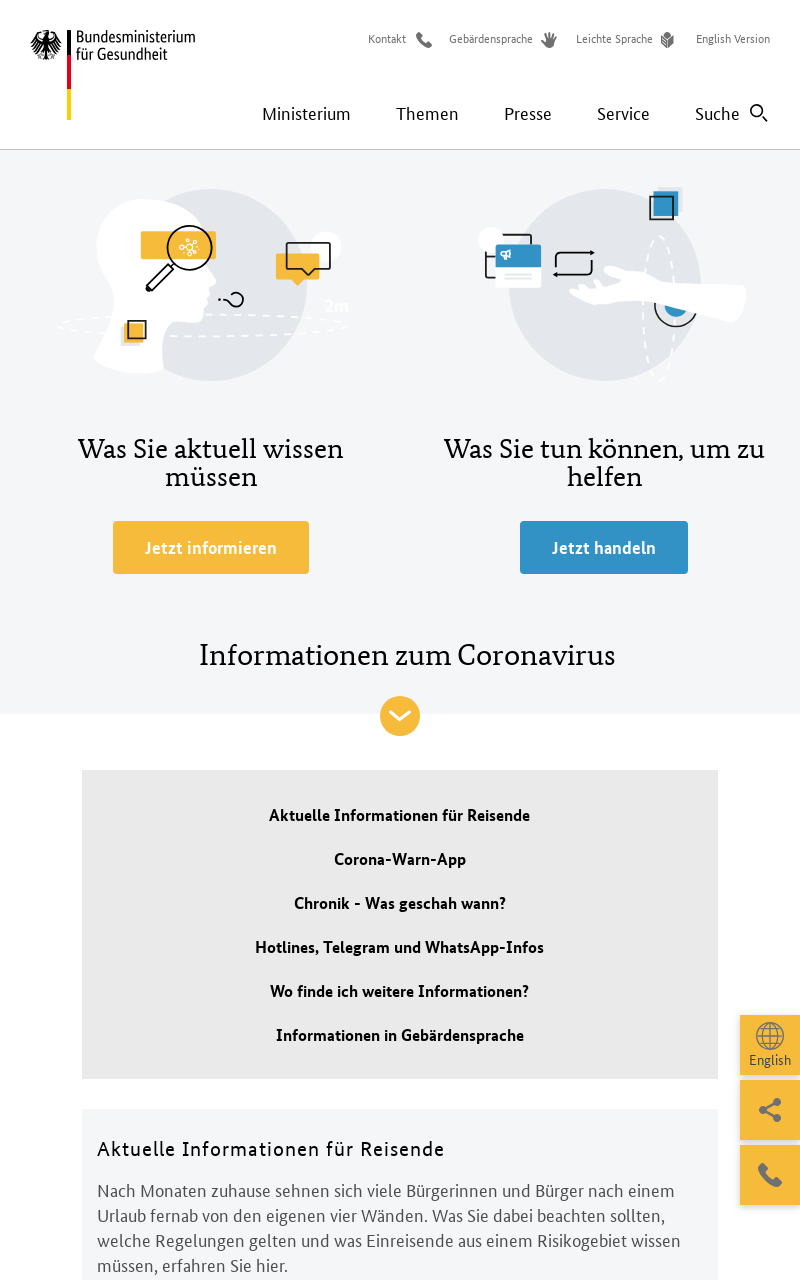 Bundesministerium
für Gesundheit
Kontakt
Gebärdensprache
Leichte Sprache
English Version
Ministerium
Themen
Presse
Service
Suche
2m
Was Sie aktuell wissen
müssen
Jetzt informieren
Was Sie tun können, um zu
helfen
Jetzt handeln
Informationen zum Coronavirus
Aktuelle Informationen für Reisende
Corona-Warn-App
Chronik - Was geschah wann?
Hotlines, Telegram und WhatsApp-Infos
Wo finde ich weitere Informationen?
Informationen in Gebärdensprache
English
Aktuelle Informationen für Reisende
Nach Monaten zuhause sehnen sich viele Bürgerinnen und Bürger nach einem
Urlaub fernab von den eigenen vier Wänden. Was Sie dabei beachten sollten,
welche Regelungen gelten und was Einreisende aus einem Risikogebiet wissen
müssen, erfahren Sie hier.